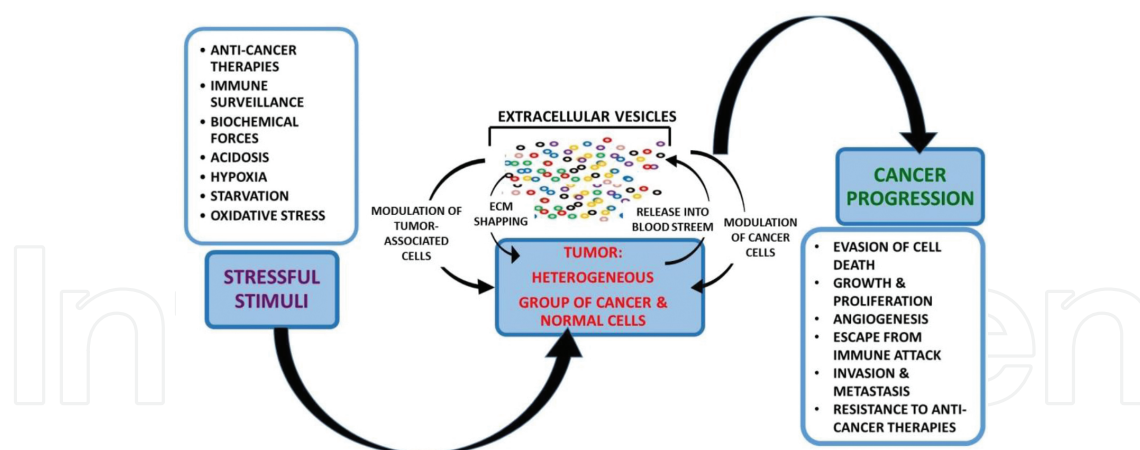 • ANTI-CANCER
THERAPIES
• IMMUNE
SURVEILLANCE
• BIOCHEMICAL
FORCES
• ACIDOSIS
• HYPOXIA
• STARVATION
• OXIDATIVE STRESS
STRESSFUL
STIMULI
EXTRACELLULAR VESICLES
MODULATION OF
TUMOR-
ASSOCIATED
CELLS
ECM
SHAPPING
RELEASE INTO
BLOOD STREEM
MODULATION
OF CANCER
CELLS
TUMOR:
HETEROGENEOUS
GROUP OF CANCER &
NORMAL CELLS
CANCER
PROGRESSION
• EVASION OF CELL
DEATH
• GROWTH &
PROLIFERATION
• ANGIOGENESIS
• ESCAPE FROM
IMMUNE ATTACK
• INVASION &
METASTASIS
• RESISTANCE TO ANTI-
CANCER THERAPIES
In
en